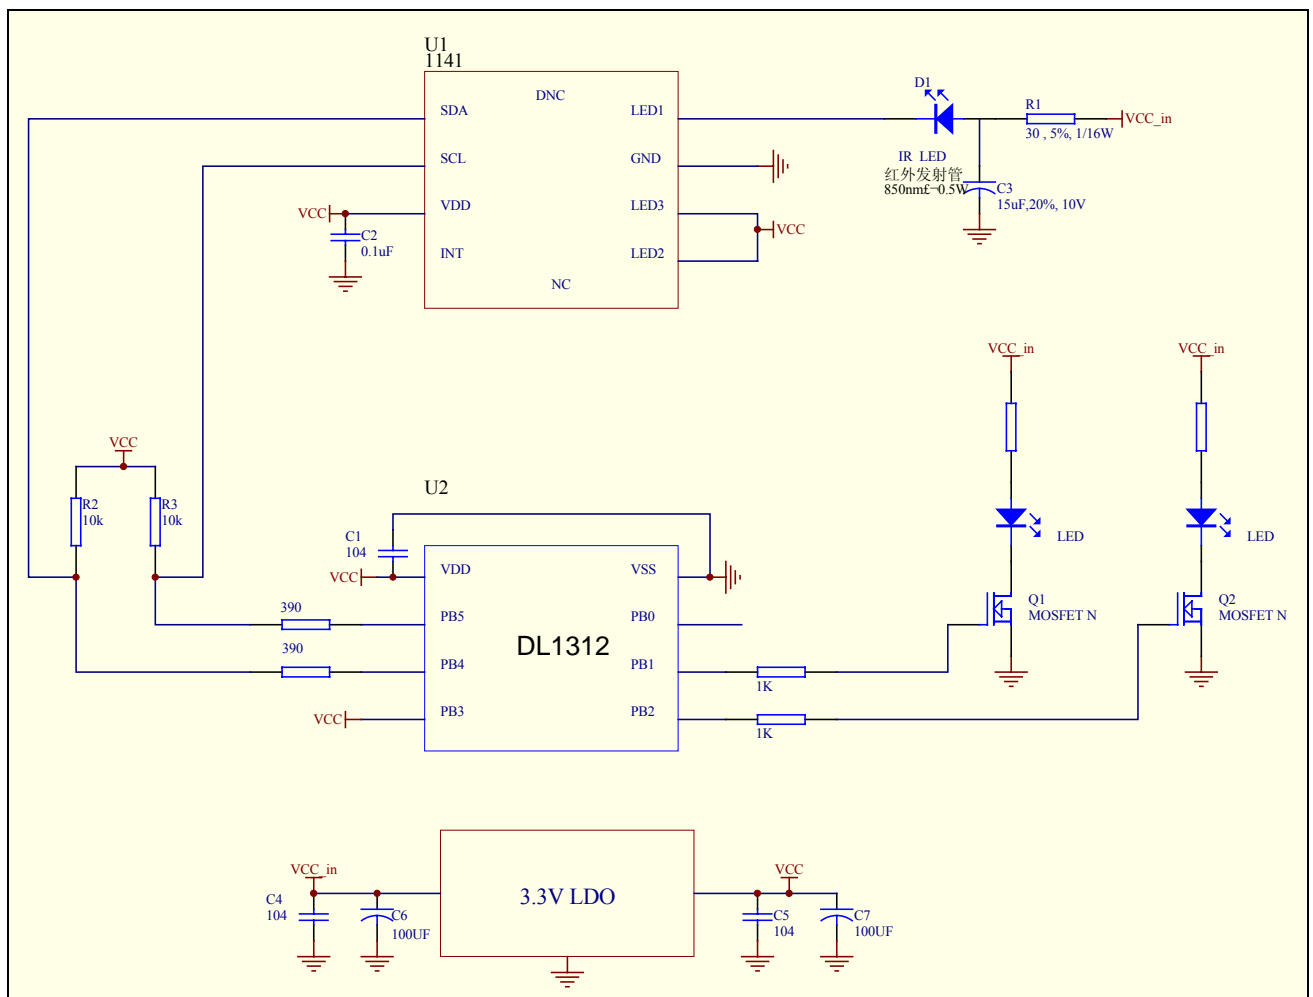 U1
1141
SDA
DNC
LED1
SCL
GND
VDD
LED3
INT
LED2
NC
VCC
C2
0.1uF
VCC
D1
IR LED
红外发射管
850nm£¬0.5W
R1
30 , 5%, 1/16W
VCC_in
C3
15uF,20%, 10V
VCC
R2
10k
R3
10k
U2
C1
104
VCC
VDD
VSS
PB5
PB0
DL1312
PB4
PB1
PB3
PB2
390
390
VCC
1K
1K
VCC_in
LED
Q1
MOSFET N
VCC_in
LED
Q2
MOSFET N
VCC_in
C4
104
C6
100UF
3.3V LDO
VCC
C5
104
C7
100UF